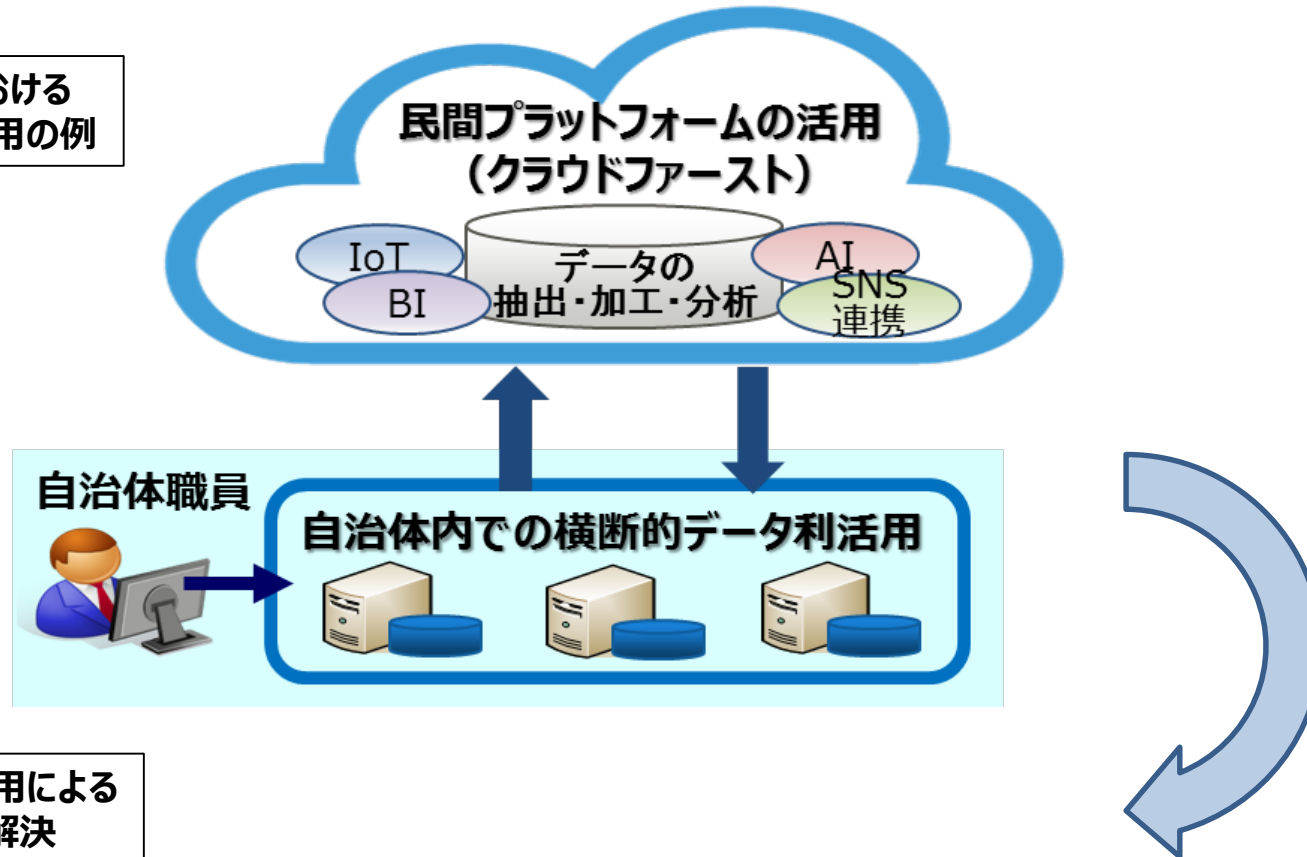 おける
用の例
民間プラットフォームの活用
（クラウドファースト）
IoT
BI
データの
抽出・加工・分析
AI
SNS
連携
自治体職員
自治体内での横断的データ利活用
用による
解決